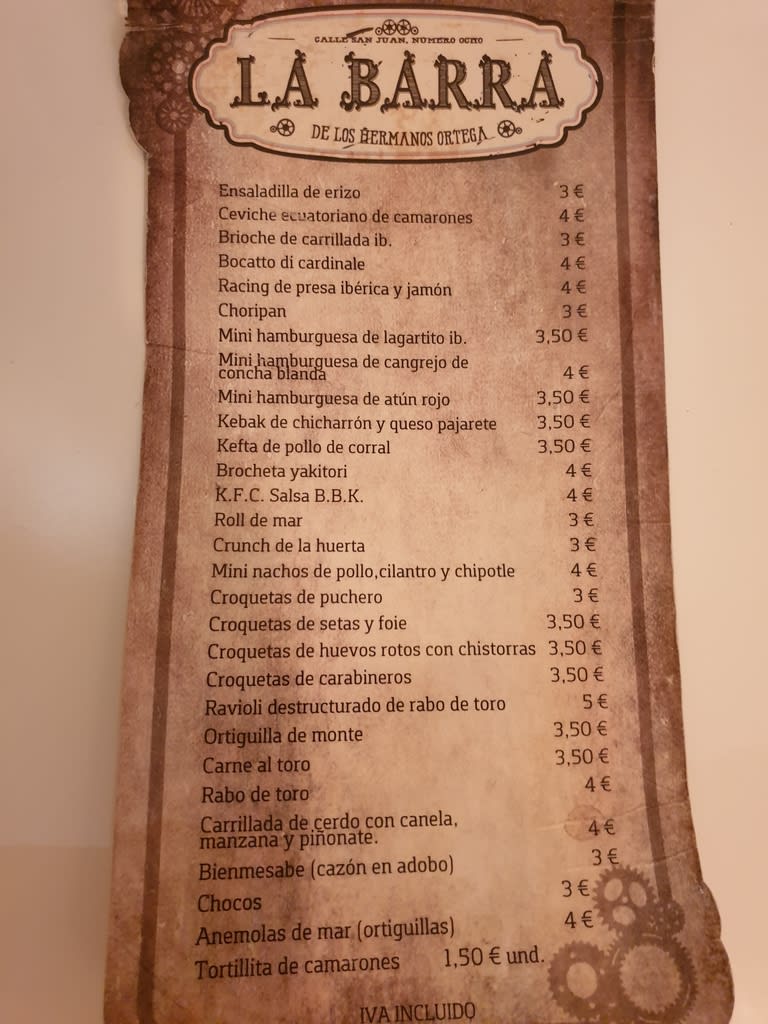 CALLE SAN JUAN, NÚMERO OCHO
LA BARRA
DE LOS HERMANOS ORTEGA
Ensaladilla de erizo 3 €
Ceviche ecuatoriano de camarones 4 €
Brioche de carrillada ib. 3 €
Bocatto di cardinale 4 €
Racing de presa ibérica y jamón 4 €
Choripan 3 €
Mini hamburguesa de lagartito ib. 3,50 €
Mini hamburguesa de cangrejo de
concha blanda 4 €
Mini hamburguesa de atún rojo 3,50 €
Kebak de chicharrón y queso pajarete 3,50 €
Kefta de pollo de corral 3,50 €
Brocheta yakitori 4 €
K.F.C. Salsa B.B.K. 4 €
Roll de mar 3 €
Crunch de la huerta 3 €
Mini nachos de pollo,cilantro y chipotle 4 €
Croquetas de puchero 3 €
Croquetas de setas y foie 3,50 €
Croquetas de huevos rotos con chistorras 3,50 €
Croquetas de carabineros 3,50 €
Ravioli destructurado de rabo de toro 5 €
Ortiguilla de monte 3,50 €
Carne al toro 3,50 €
Rabo de toro 4 €
Carrillada de cerdo con canela,
manzana y piñonate. 4 €
Bienmesabe (cazón en adobo) 3 €
Chocos 3 €
Anemolas de mar (ortiguillas) 4 €
Tortillita de camarones 1,50 € und.
IVA INCLUIDO